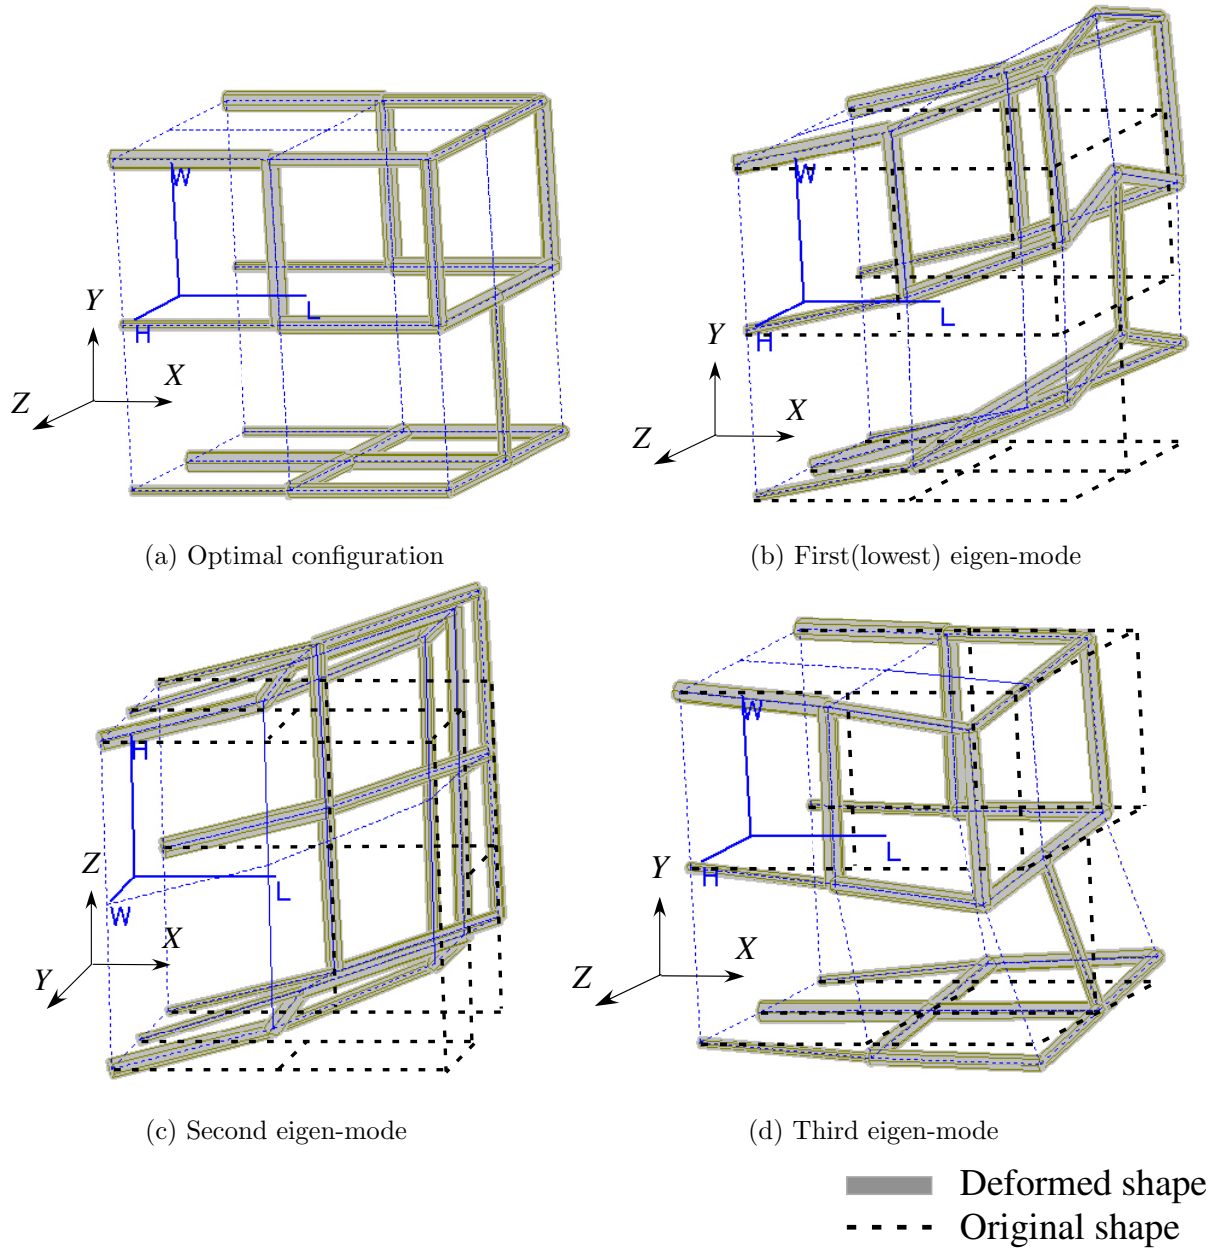 W
L
H
Y
X
Z
(a) Optimal configuration
W
L
H
Y
X
Z
(b) First(lowest) eigen-mode
H
L
W
Z
X
Y
(c) Second eigen-mode
W
L
H
Y
X
Z
(d) Third eigen-mode
Deformed shape
Original shape